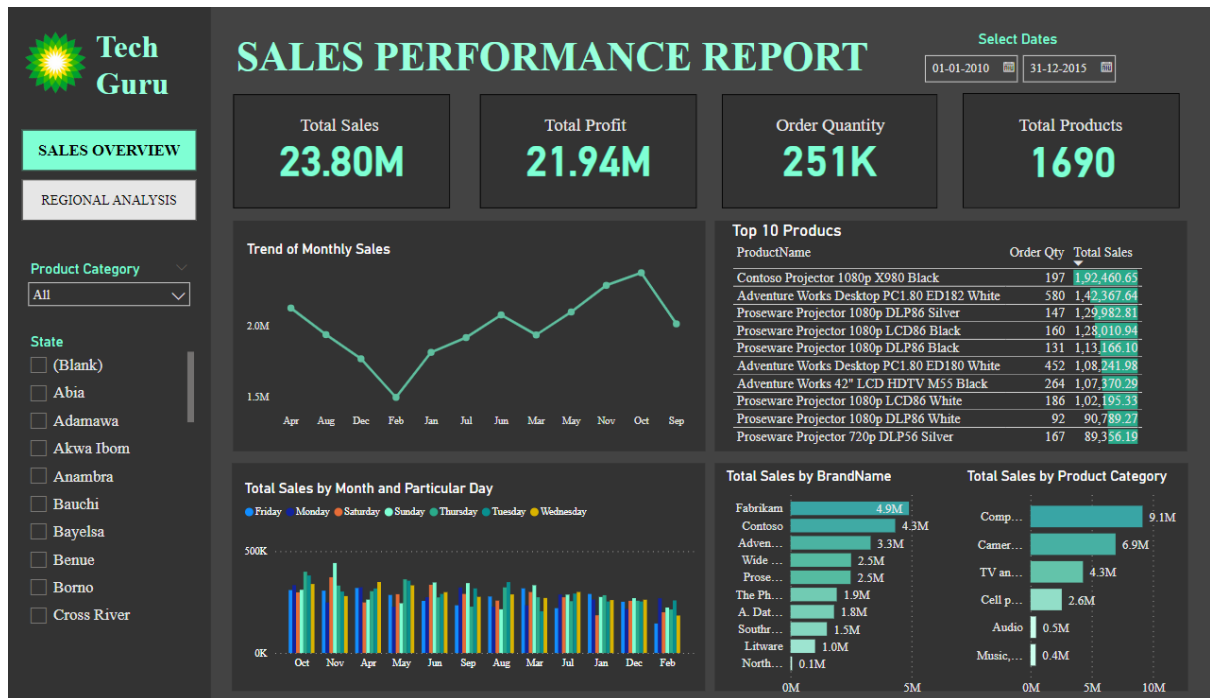 Tech
Guru
SALES PERFORMANCE REPORT
Select Dates
01-01-2010
31-12-2015
SALES OVERVIEW
REGIONAL ANALYSIS
Product Category
All
State
(Blank)
Abia
Adamawa
Akwa Ibom
Anambra
Bauchi
Bayelsa
Benue
Borno
Cross River
Total Sales
23.80M
Total Profit
21.94M
Order Quantity
251K
Total Products
1690
Trend of Monthly Sales
2.0M
1.5M
Apr Aug Dec Feb Jan Jul Jun Mar May Nov Oct Sep
Top 10 Producs
ProductName Order Qty Total Sales
Contoso Projector 1080p X980 Black 197 1,92,460.65
Adventure Works Desktop PC1.80 ED182 White 580 1,42,367.64
Proseware Projector 1080p DLP86 Silver 147 1,29,982.81
Proseware Projector 1080p LCD86 Black 160 1,28,010.94
Proseware Projector 1080p DLP86 Black 131 1,13,166.10
Adventure Works Desktop PC1.80 ED180 White 452 1,08,241.98
Adventure Works 42" LCD HDTV M55 Black 264 1,07,370.29
Proseware Projector 1080p LCD86 White 186 1,02,195.33
Proseware Projector 1080p DLP86 White 92 90,789.27
Proseware Projector 720p DLP56 Silver 167 89,356.19
Total Sales by Month and Particular Day
Friday Monday Saturday Sunday Thursday Tuesday Wednesday
500K
0K
Oct Nov Apr May Jun Sep Aug Mar Jul Jan Dec Feb
Total Sales by BrandName
Fabrikam 4.9M
Contoso 4.3M
Adven... 3.3M
Wide ... 2.5M
Prose... 2.5M
The Ph... 1.9M
A. Dat... 1.8M
Southr... 1.5M
Litware 1.0M
North... 0.1M
0M 5M
Total Sales by Product Category
Comp... 9.1M
Camer... 6.9M
TV an... 4.3M
Cell p... 2.6M
Audio 0.5M
Music,... 0.4M
0M 5M 10M